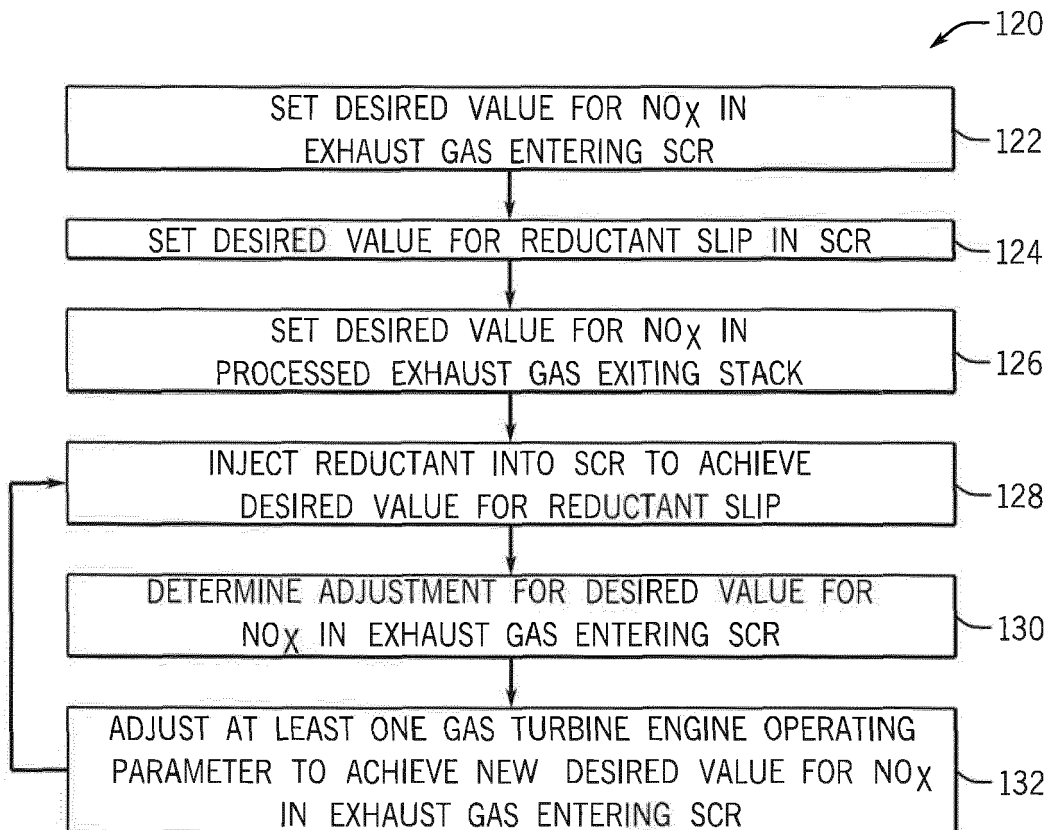 120
SET DESIRED VALUE FOR NOX IN
EXHAUST GAS ENTERING SCR
122
SET DESIRED VALUE FOR REDUCTANT SLIP IN SCR
124
SET DESIRED VALUE FOR NOX IN
PROCESSED EXHAUST GAS EXITING STACK
126
INJECT REDUCTANT INTO SCR TO ACHIEVE
DESIRED VALUE FOR REDUCTANT SLIP
128
DETERMINE ADJUSTMENT FOR DESIRED VALUE FOR
NOX IN EXHAUST GAS ENTERING SCR
130
ADJUST AT LEAST ONE GAS TURBINE ENGINE OPERATING
PARAMETER TO ACHIEVE NEW DESIRED VALUE FOR NOX
IN EXHAUST GAS ENTERING SCR
132